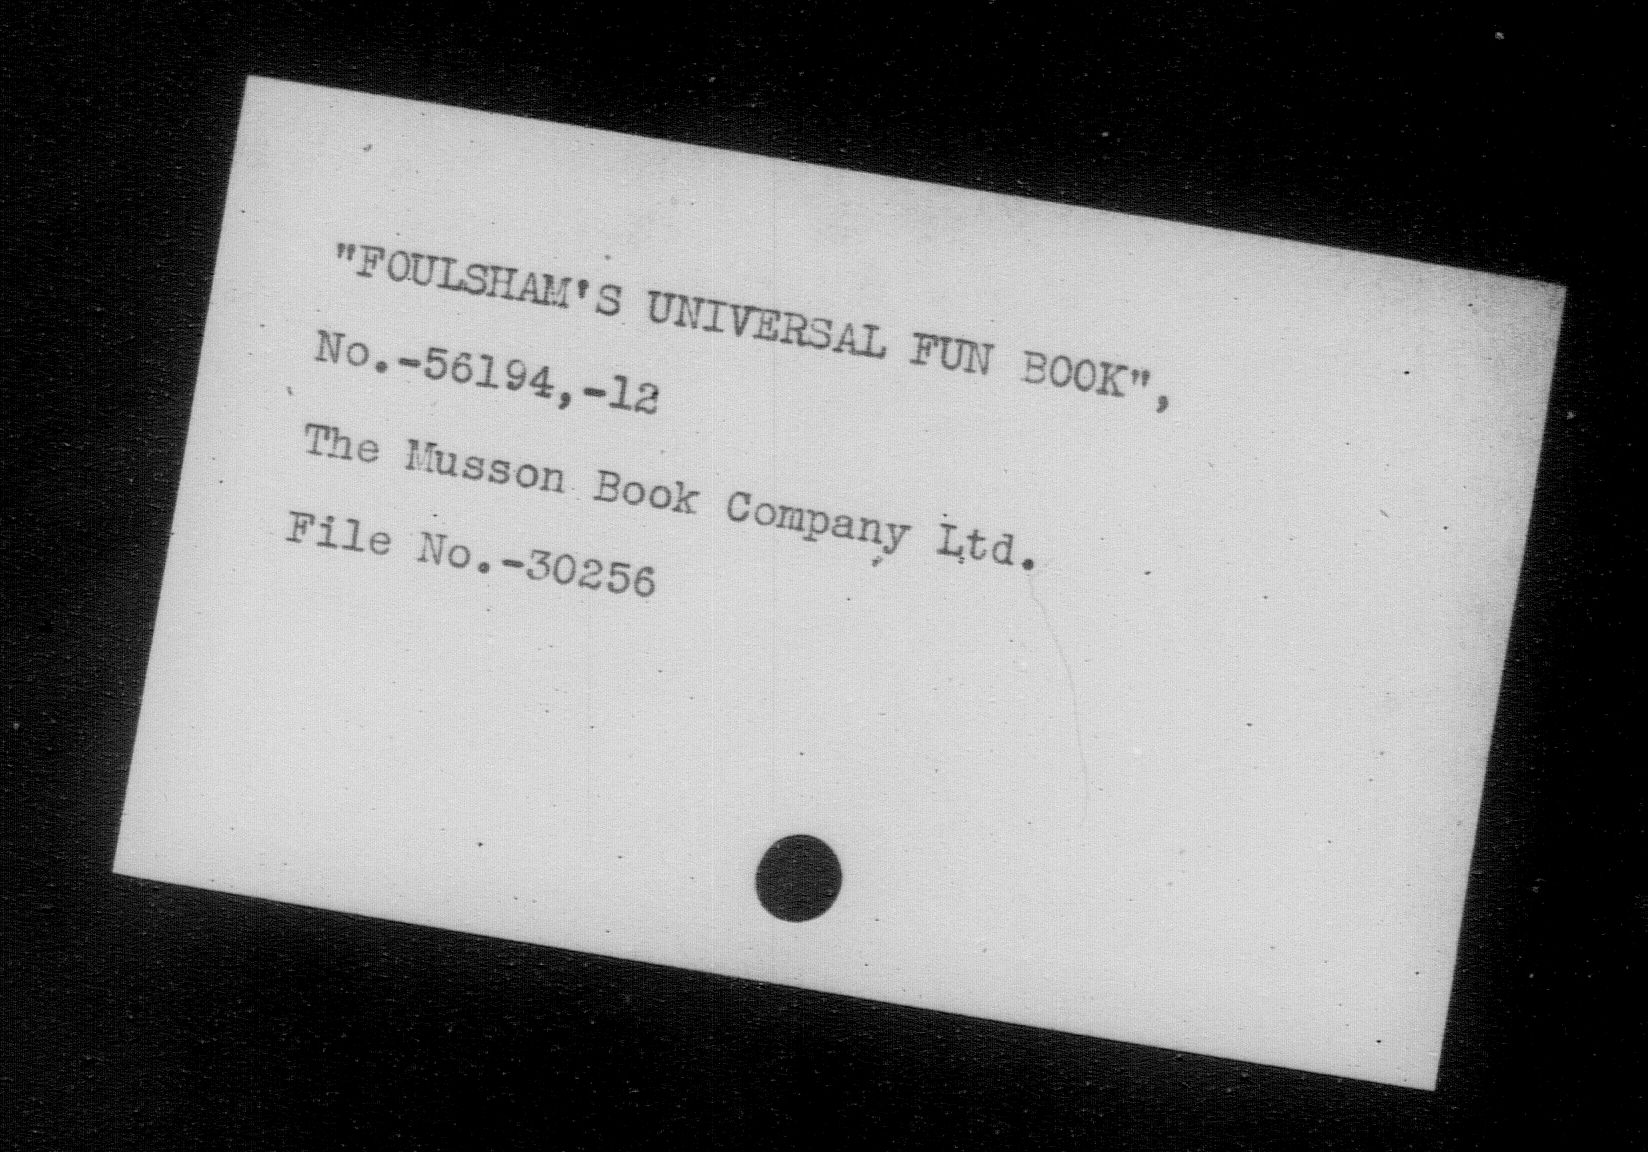 "FOULSHAM'S UNIVERSAL FUN BOOK",
No.-56194,-12
The Musson Book Company Ltd.
File No.-30256